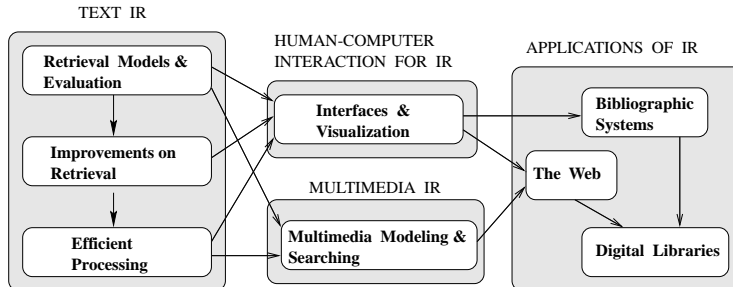 TEXT IR
Retrieval Models &
Evaluation
Improvements on
Retrieval
Efficient
Processing
HUMAN-COMPUTER
INTERACTION FOR IR
Interfaces &
Visualization
MULTIMEDIA IR
Multimedia Modeling &
Searching
APPLICATIONS OF IR
Bibliographic
Systems
The Web
Digital Libraries